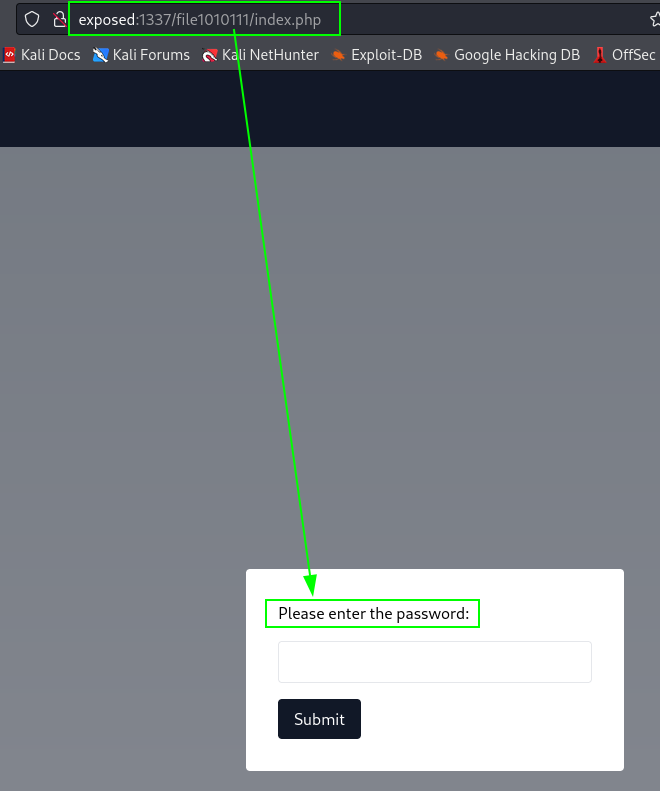 exposed:1337/file1010111/index.php
Kali Docs Kali Forums Kali NetHunter Exploit-DB Google Hacking DB OffSec
Please enter the password:
Submit